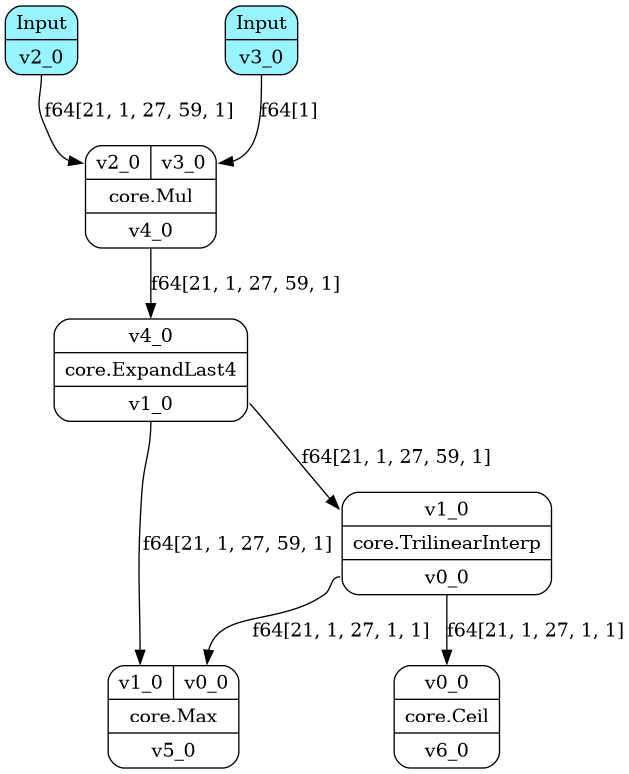 Input
v2_0
Input
v3_0
f64[21, 1, 27, 59, 1]
f64[1]
v2_0
v3_0
core.Mul
v4_0
f64[21, 1, 27, 59, 1]
v4_0
core.ExpandLast4
v1_0
f64[21, 1, 27, 59, 1]
v1_0
core.TrilinearInterp
v0_0
f64[21, 1, 27, 59, 1]
f64[21, 1, 27, 1, 1]
f64[21, 1, 27, 1, 1]
v1_0
v0_0
core.Max
v5_0
v0_0
core.Ceil
v6_0